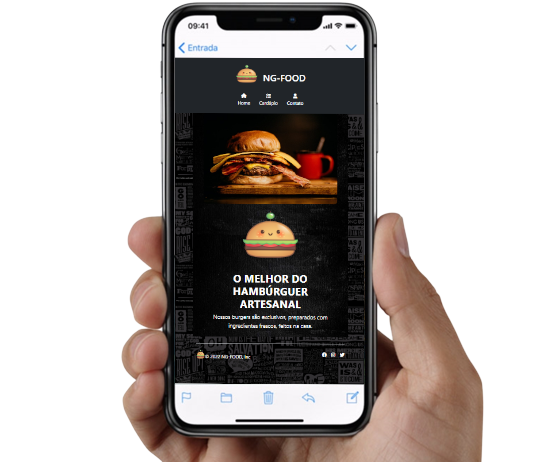 09:41
Entrada
NG-FOOD
Home Cardápio Contato
O MELHOR DO
HAMBÚRGUER
ARTESANAL
Nossos burgers são exclusivos, preparados com
ingredientes frescos, feitos na casa.
© 2022 NG-FOOD, Inc